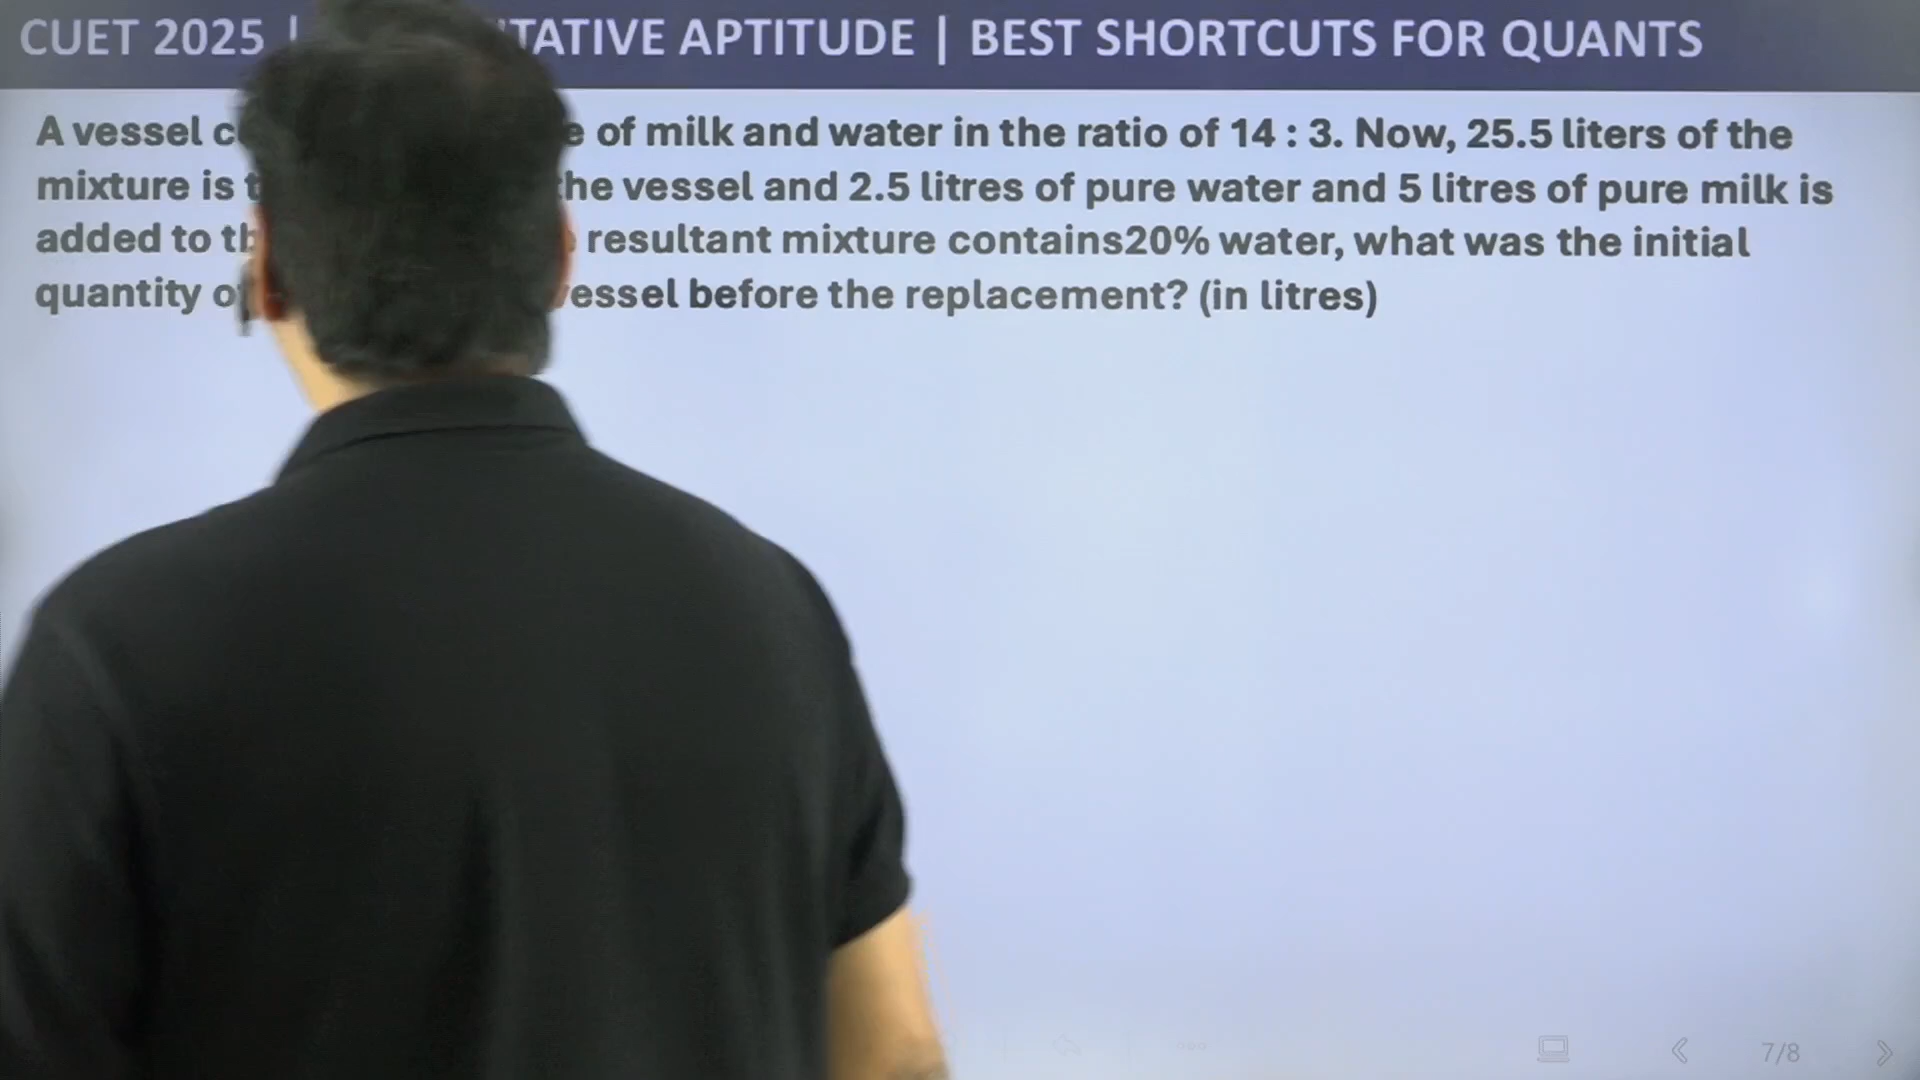 CUET 2025 | TATIVE APTITUDE | BEST SHORTCUTS FOR QUANTS
A vessel of milk and water in the ratio of 14 : 3. Now, 25.5 liters of the
mixture is the vessel and 2.5 litres of pure water and 5 litres of pure milk is
added to resultant mixture contains20% water, what was the initial
quantity vessel before the replacement? (in litres)
7/8